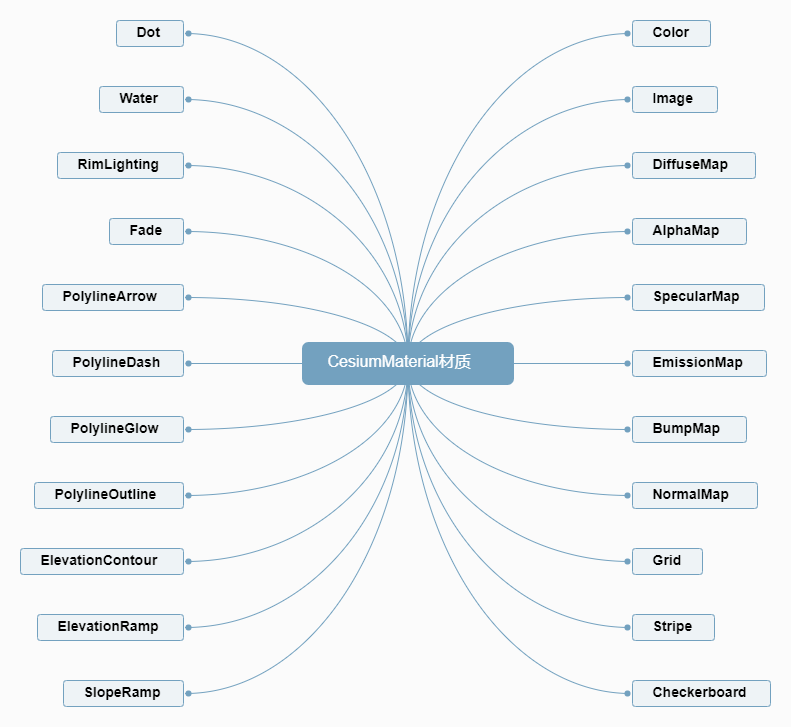 Dot
Color
Water
Image
RimLighting
DiffuseMap
Fade
AlphaMap
PolylineArrow
SpecularMap
CesiumMaterial材质
PolylineDash
EmissionMap
PolylineGlow
BumpMap
PolylineOutline
NormalMap
ElevationContour
Grid
ElevationRamp
Stripe
SlopeRamp
Checkerboard